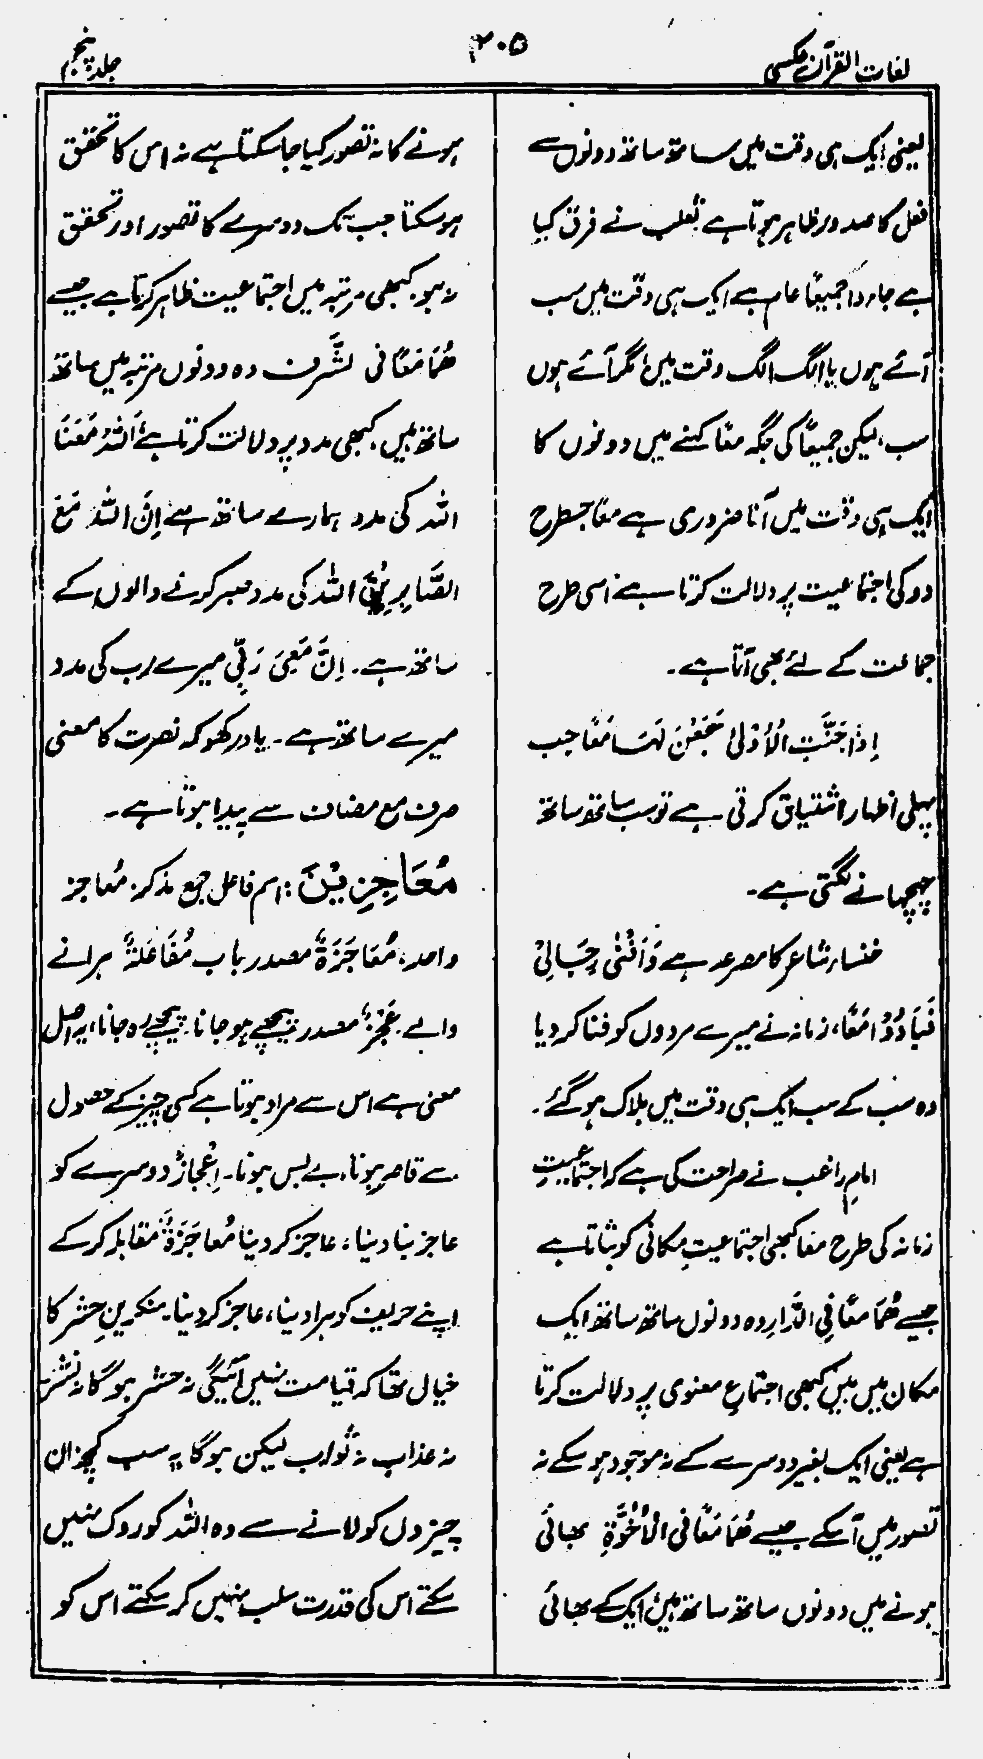 لغات القرآن عکسی
۴۰۵
جلد پنجم
لیعنی ایک ہی وقت میں ساتھ ساتھ دونوں سے
فعل کا صدور ظاہر ہوتا ہے ثعلب نے فرق کیا
ہے جاءوا جمیعًا عام ہے ایک ہی وقت میں سب
آئے ہوں یا الگ الگ وقت میں مگر آئے ہوں
سب، لیکن جمیعًا کی جگہ معًا کہنے میں دونوں کا
ایک ہی وقت میں آنا ضروری ہے معًا جسطرح
دو کی اجتماعیت پر دلالت کرتا ہے اسی طرح
جماعت کے لئے بھی آتا ہے۔
اِذَا حَنَّتِ الْاُوْلٰی سَجَعْنَ لَہَا مَعًا جب
پہلی اظہار اشتیاق کرتی ہے تو سب ساتھ ساتھ
چہچہانے لگتی ہے۔
خنساء شاعر کا مصرعہ ہے وَاَفْنٰی رِجَالِیْ
فَبَادُوْا مَعًا، زمانہ نے میرے مردوں کو فنا کر دیا
وہ سب کے سب ایک ہی وقت میں ہلاک ہو گئے۔
امام راغب نے صراحت کی ہے کہ اجتماعیتِ
زمانہ کی طرح معًا کبھی اجتماعیتِ مکانی کو بتاتا ہے
جیسے ھُمَا مَعًا فِی الدَّارِ وہ دونوں ساتھ ساتھ ایک
مکان میں ہیں کبھی اجتماعِ معنوی پر دلالت کرتا
ہے یعنی ایک بغیر دوسرے کے نہ موجود ہو سکے نہ
تصور میں آ سکے جیسے ھُمَا مَعًا فی الْاُخُوَّۃِ بھائی
ہونے میں دونوں ساتھ ساتھ ہیں ایک کے بھائی
ہونے کا نہ تصور کیا جا سکتا ہے نہ اس کا تحقق
ہو سکتا جب تک دوسرے کا تصور اور تحقق
نہ ہو۔ کبھی مرتبہ میں اجتماعیت ظاہر کرتا ہے جیسے
ھُمَا مَعًا فی الشَّرف وہ دونوں مرتبہ میں ساتھ
ساتھ ہیں۔ کبھی مدد پر دلالت کرتا ہے اَللّٰہُ مَعَنَا
اللہ کی مدد ہمارے ساتھ ہے اِنَّ اللّٰہَ مَعَ
الصَّابِرِیْنَ اللہ کی مدد صبر کرنے والوں کے
ساتھ ہے۔ اِنَّ مَعِیَ رَبِّی میرے رب کی مدد
میرے ساتھ ہے۔ یاد رکھو کہ نصرت کا معنی
صرف مع مضاف سے پیدا ہوتا ہے۔
مُعَاجِزِیْنَ: اسم فاعل جمع مذکر۔ مُعاجز
واحد، مُعَاجَزَۃٌ مصدر باب مُفَاعَلَۃٌ ہرانے
والے۔ عَجْزٌ مصدر پیچھے ہو جانا۔ پیچھے رہ جانا، یہ اصل
معنی ہے اس سے مراد ہوتا ہے کسی چیز کے حصول
سے قاصر ہونا، بے بس ہونا۔ اِعْجازٌ دوسرے کو
عاجز بنا دینا، عاجز کر دینا مُعاجَزَۃٌ مقابلہ کر کے
اپنے حریف کو ہرا دینا، عاجز کر دینا۔ منکرینِ حشر کا
خیال تھا کہ قیامت نہیں آئیگی نہ حشر ہو گا نہ نشر
نہ عذاب نہ ثواب لیکن ہو گا یہ سب کچھ ان
چیزوں کو لانے سے وہ اللہ کو روک نہیں
سکتے اس کی قدرت سلب نہیں کر سکتے اس کو